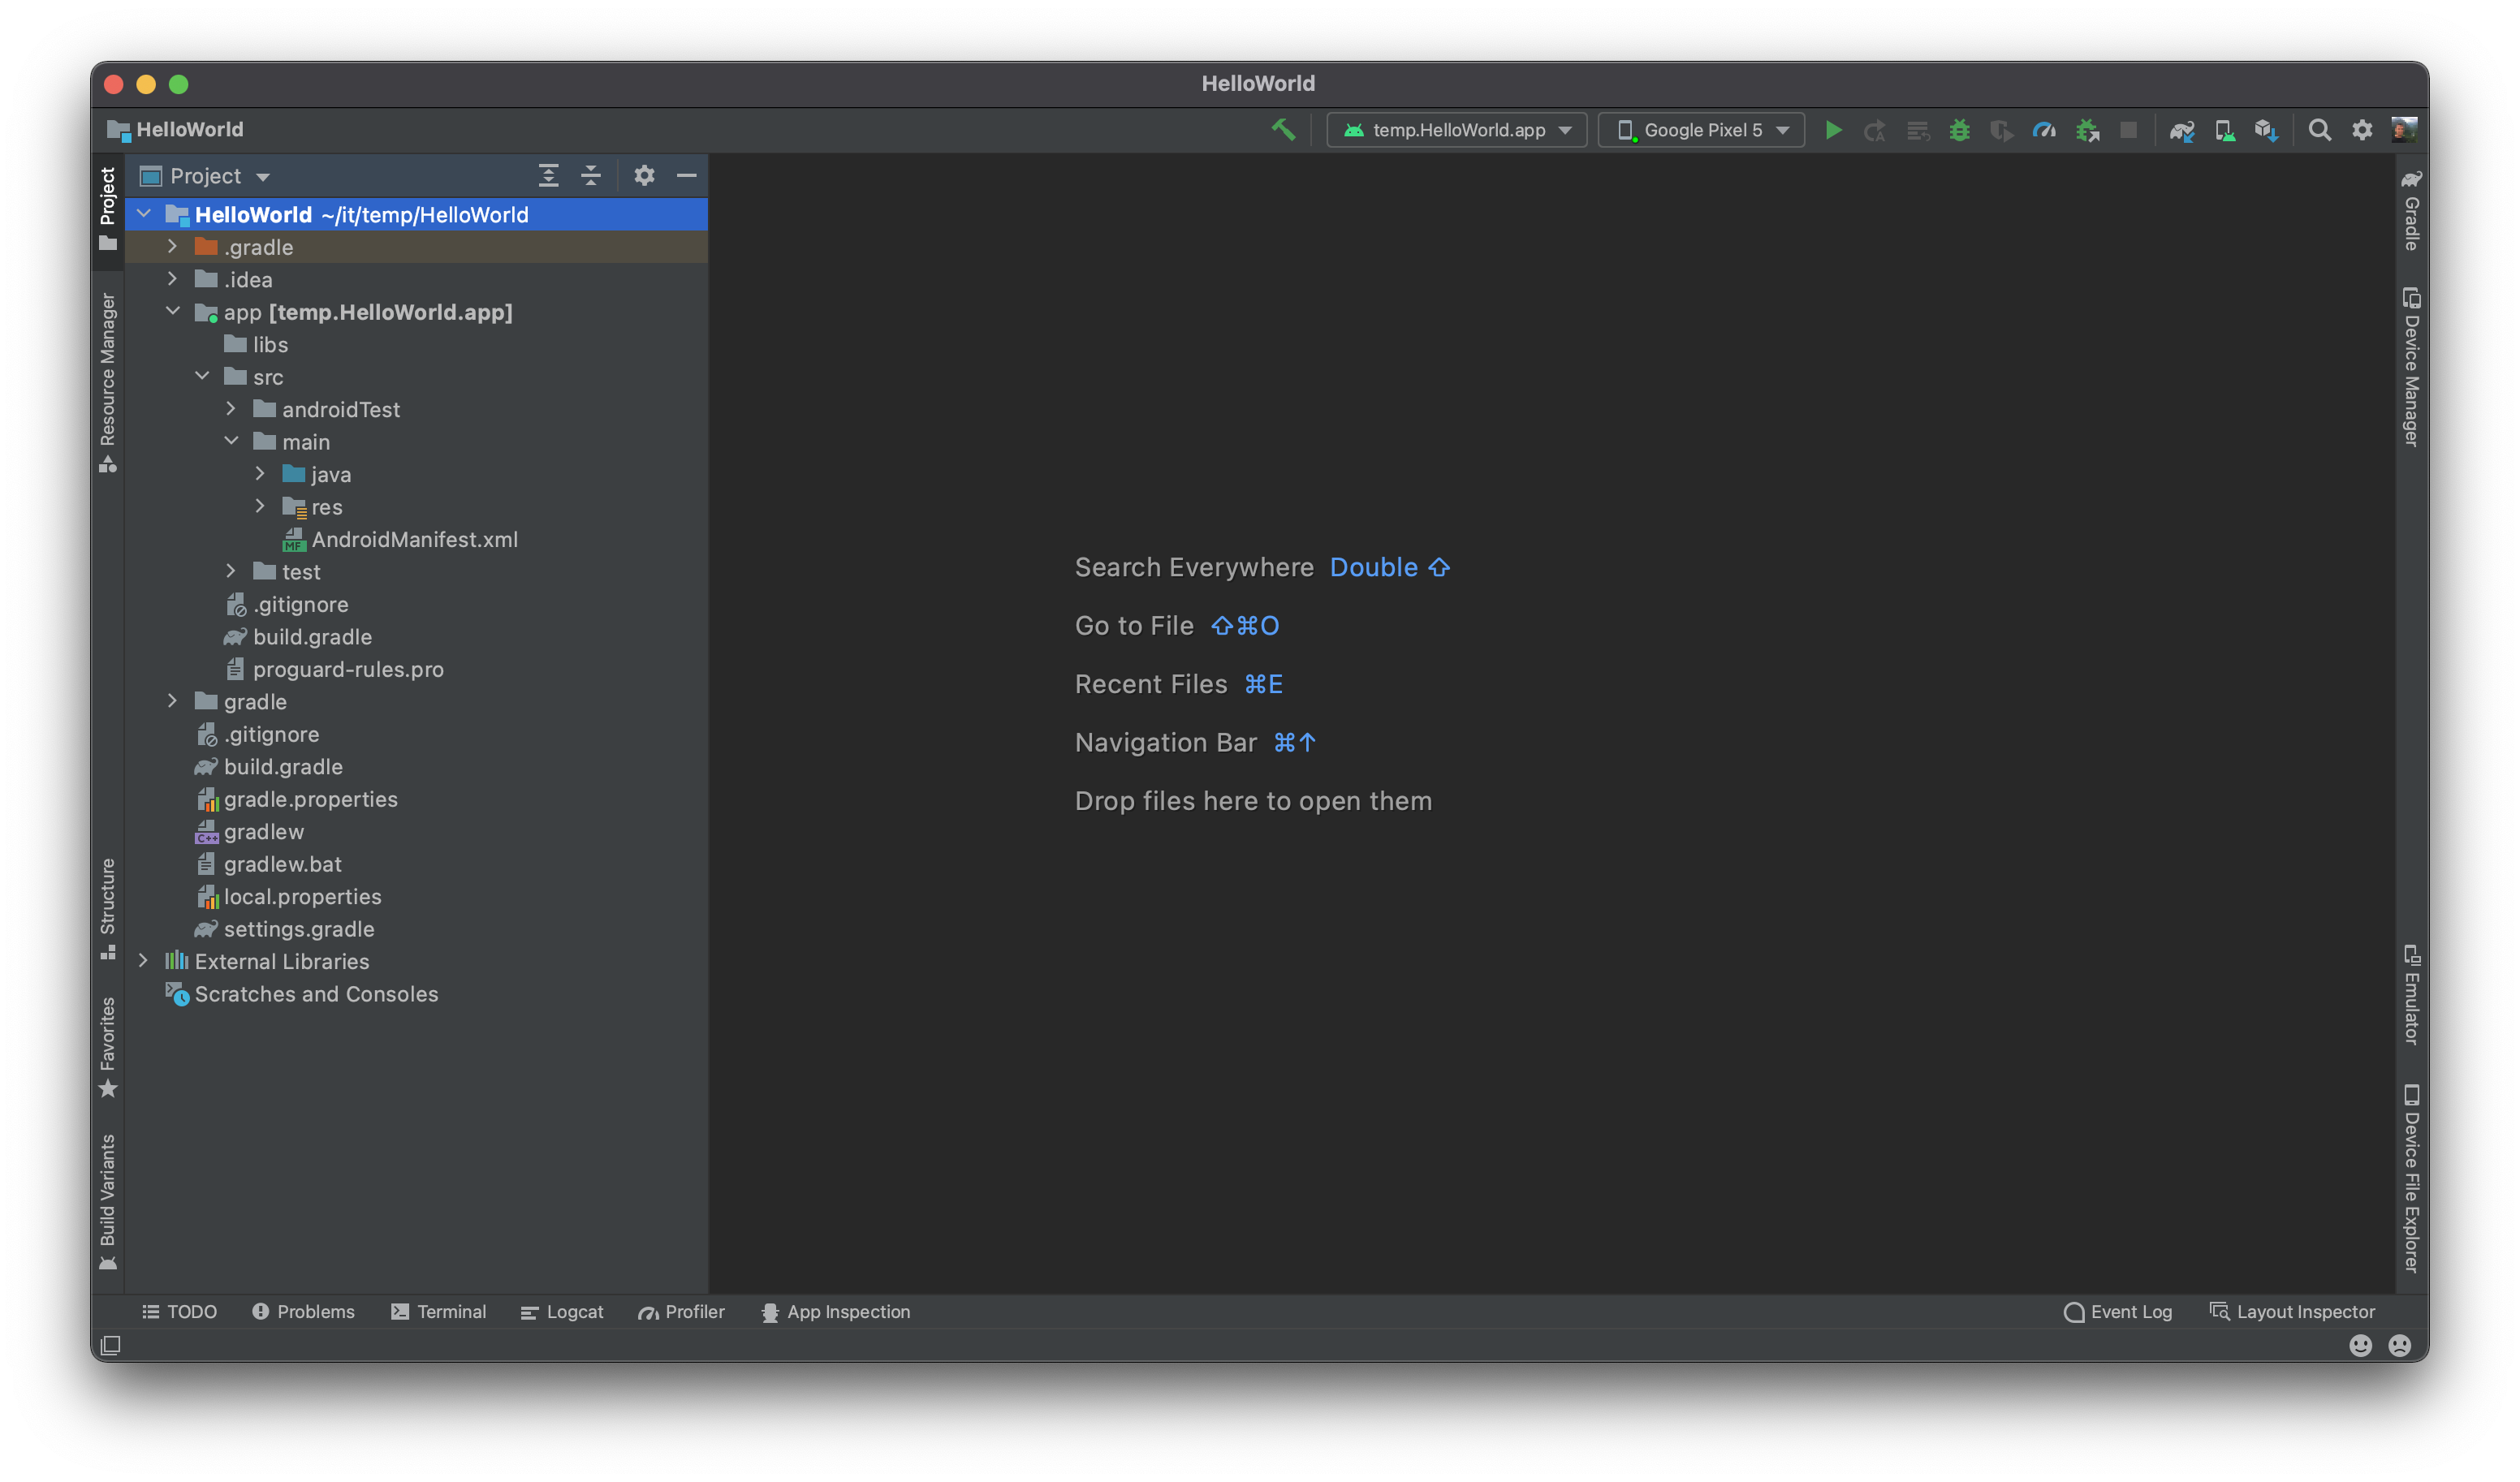 HelloWorld
HelloWorld
temp.HelloWorld.app
Google Pixel 5
Project
Project
Resource Manager
Structure
Favorites
Build Variants
HelloWorld ~/it/temp/HelloWorld
.gradle
.idea
app [temp.HelloWorld.app]
libs
src
androidTest
main
java
res
MF AndroidManifest.xml
test
.gitignore
build.gradle
proguard-rules.pro
gradle
.gitignore
build.gradle
gradle.properties
C++ gradlew
gradlew.bat
local.properties
settings.gradle
External Libraries
Scratches and Consoles
Search Everywhere Double ⇧
Go to File ⇧⌘O
Recent Files ⌘E
Navigation Bar ⌘↑
Drop files here to open them
Gradle
Device Manager
Emulator
Device File Explorer
TODO
Problems
Terminal
Logcat
Profiler
App Inspection
Event Log
Layout Inspector